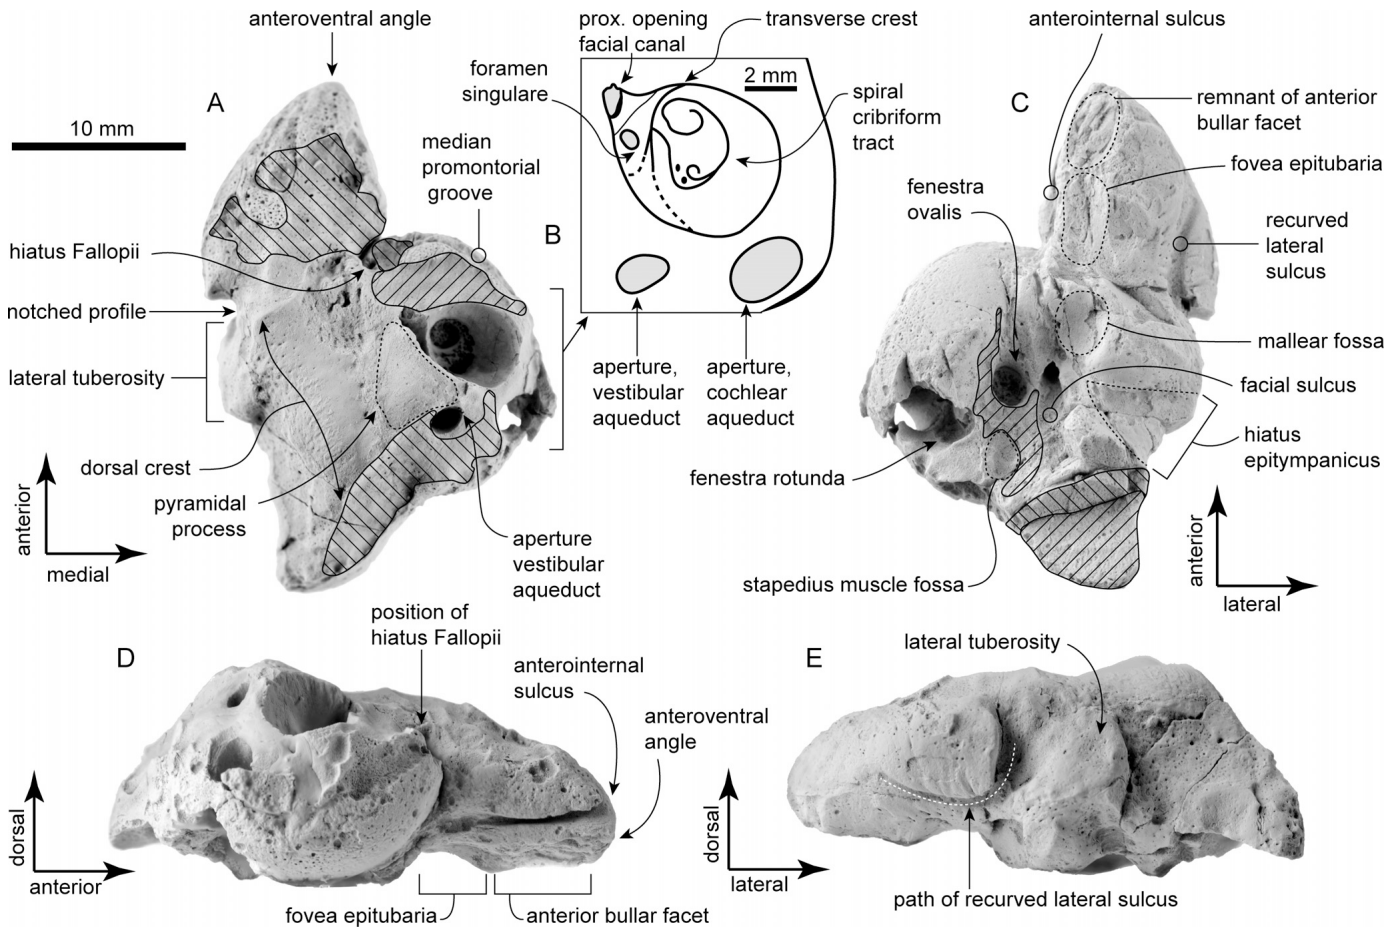 anteroventral angle
A
10 mm
hiatus Fallopii
notched profile
lateral tuberosity
dorsal crest
pyramidal
process
anterior
medial
median
promontorial
groove
aperture
vestibular
aqueduct
B
prox. opening
facial canal
foramen
singulare
transverse crest
2 mm
spiral
cribriform
tract
aperture,
vestibular
aqueduct
aperture,
cochlear
aqueduct
C
anterointernal sulcus
remnant of anterior
bullar facet
fovea epitubaria
fenestra
ovalis
recurved
lateral
sulcus
mallear fossa
facial sulcus
hiatus
epitympanicus
fenestra rotunda
stapedius muscle fossa
anterior
lateral
D
position of
hiatus Fallopii
anterointernal
sulcus
anteroventral
angle
dorsal
anterior
fovea epitubaria
anterior bullar facet
E
lateral tuberosity
dorsal
lateral
path of recurved lateral sulcus